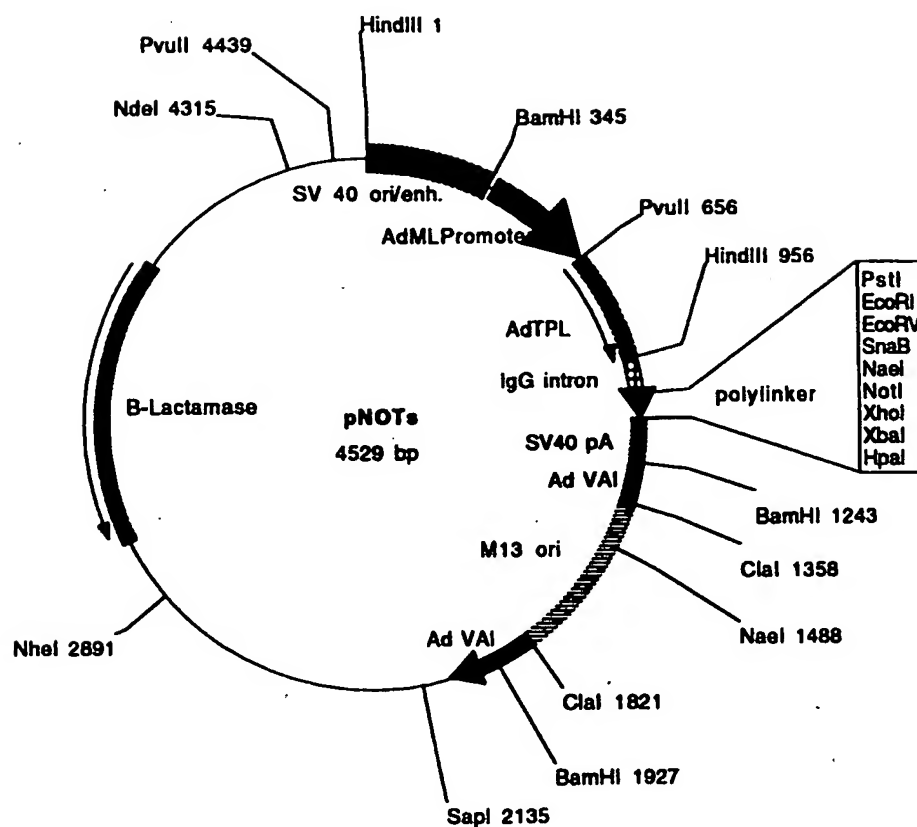 HindIII 1
PvuII 4439
NdeI 4315
BamHI 345
SV 40 ori/enh.
AdMLPromote
PvuII 656
HindIII 956
PstI
EcoRI
EcoRV
SnaB
NaeI
NotI
XhoI
XbaI
HpaI
AdTPL
IgG intron
polylinker
B-Lactamase
pNOTs
4529 bp
SV40 pA
Ad VAI
BamHI 1243
M13 ori
ClaI 1358
NaeI 1488
NheI 2891
Ad VAI
ClaI 1821
BamHI 1927
SapI 2135